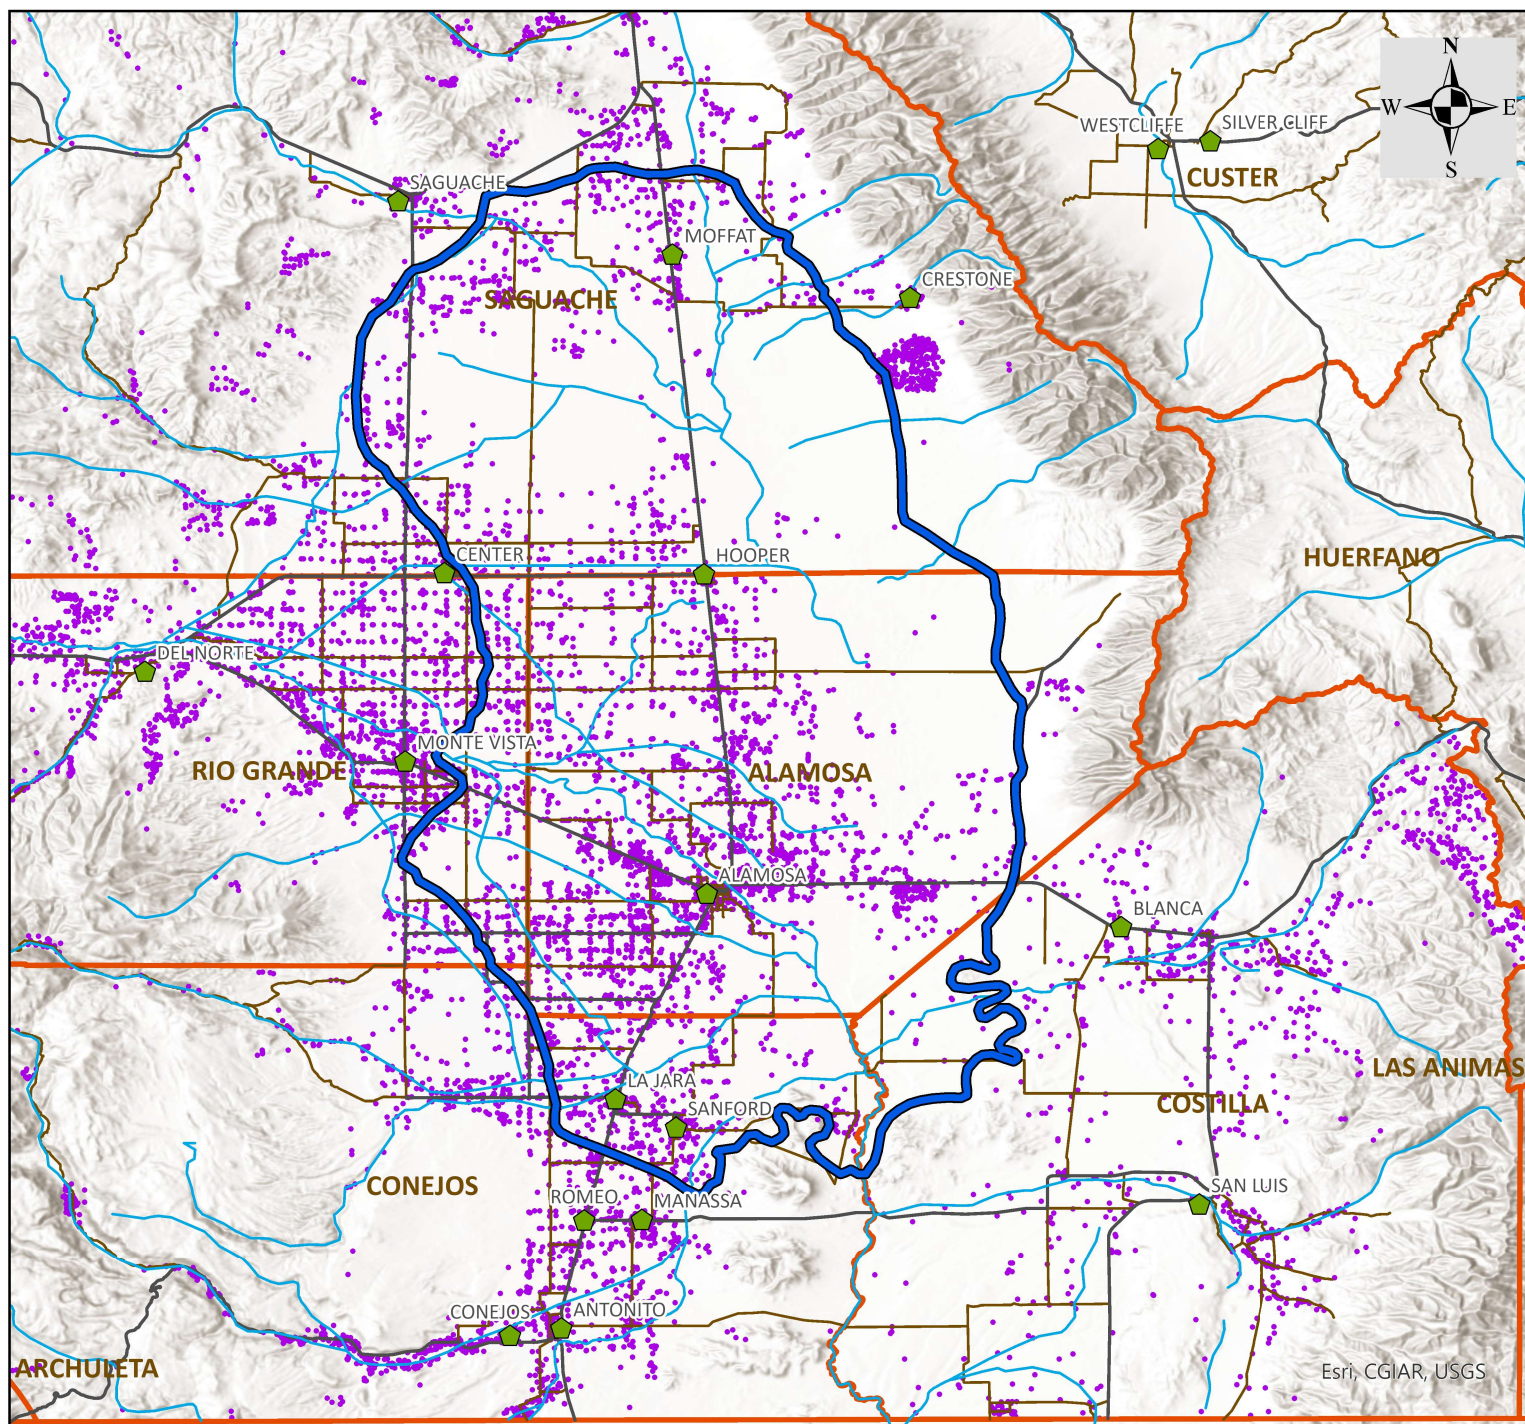 N
W E
S
WESTCLIFFE
SILVER CLIFF
CUSTER
SAGUACHE
MOFFAT
CRESTONE
SAGUACHE
CENTER
HOOPER
HUERFANO
DEL NORTE
MONTE VISTA
RIO GRANDE
ALAMOSA
ALAMOSA
BLANCA
LAS ANIMAS
LA JARA
SANFORD
COSTILLA
CONEJOS
ROMEO
MANASSA
SAN LUIS
CONEJOS
ANTONITO
ARCHULETA
Esri, CGIAR, USGS